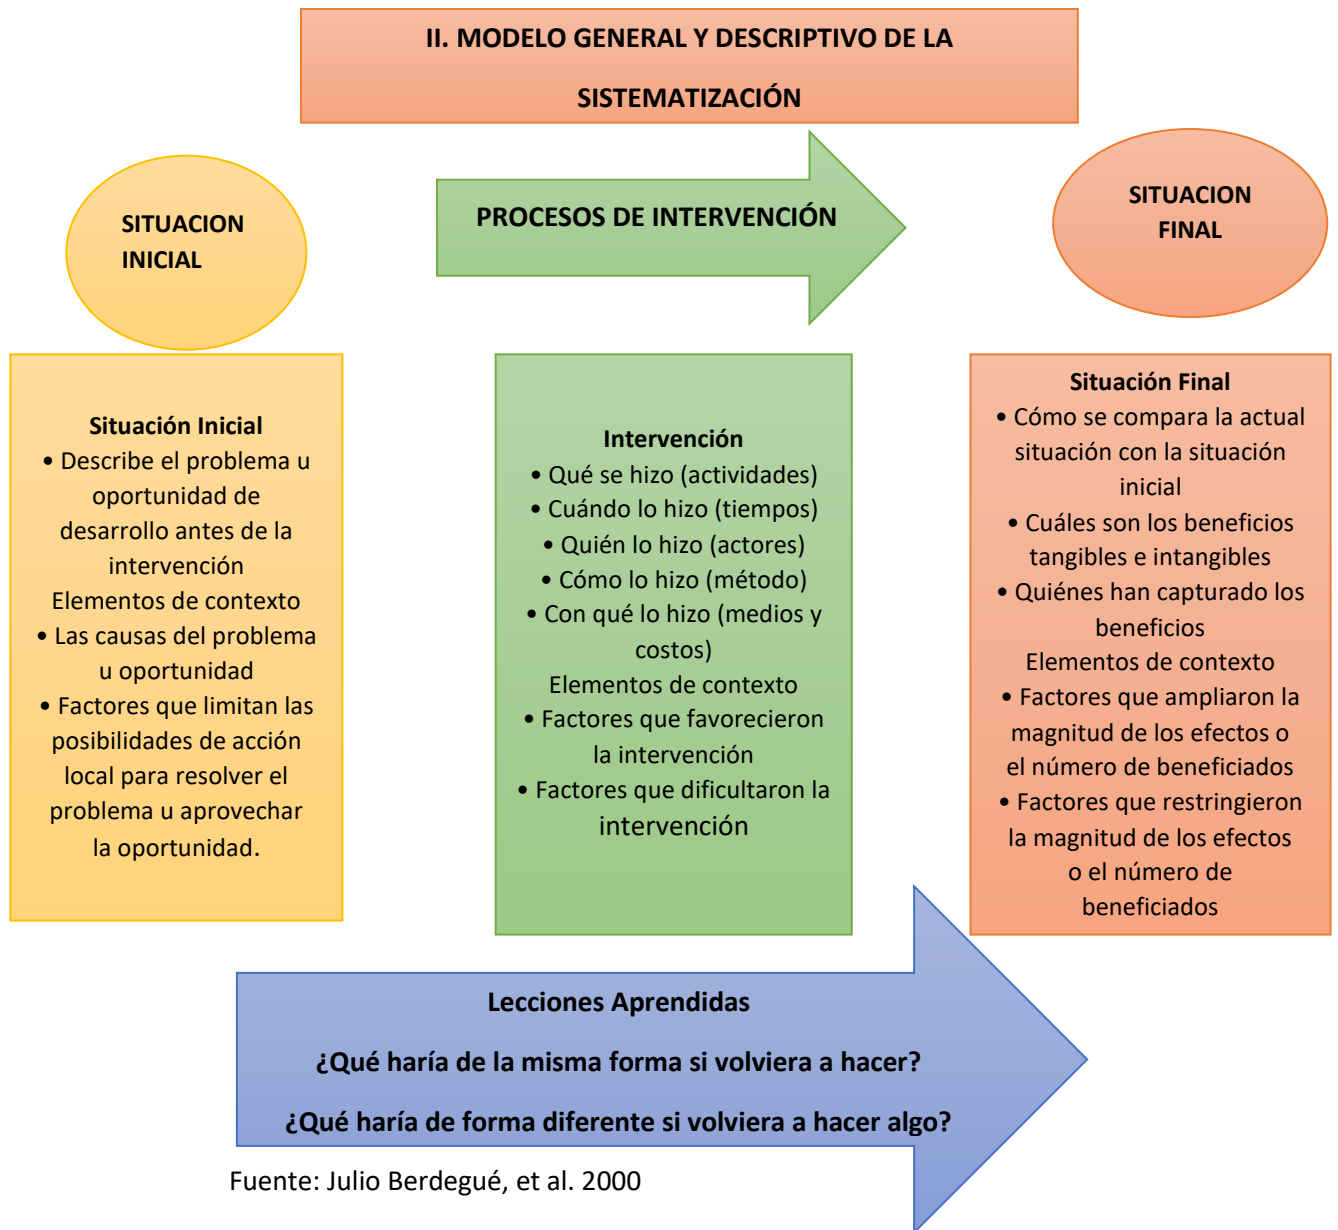 II. MODELO GENERAL Y DESCRIPTIVO DE LA
SISTEMATIZACIÓN
SITUACION
INICIAL
PROCESOS DE INTERVENCIÓN
SITUACION
FINAL
Situación Inicial
• Describe el problema u
oportunidad de
desarrollo antes de la
intervención
Elementos de contexto
• Las causas del problema
u oportunidad
• Factores que limitan las
posibilidades de acción
local para resolver el
problema u aprovechar
la oportunidad.
Intervención
• Qué se hizo (actividades)
• Cuándo lo hizo (tiempos)
• Quién lo hizo (actores)
• Cómo lo hizo (método)
• Con qué lo hizo (medios y
costos)
Elementos de contexto
• Factores que favorecieron
la intervención
• Factores que dificultaron la
intervención
Situación Final
• Cómo se compara la actual
situación con la situación
inicial
• Cuáles son los beneficios
tangibles e intangibles
• Quiénes han capturado los
beneficios
Elementos de contexto
• Factores que ampliaron la
magnitud de los efectos o
el número de beneficiados
• Factores que restringieron
la magnitud de los efectos
o el número de
beneficiados
Lecciones Aprendidas
¿Qué haría de la misma forma si volviera a hacer?
¿Qué haría de forma diferente si volviera a hacer algo?
Fuente: Julio Berdegué, et al. 2000